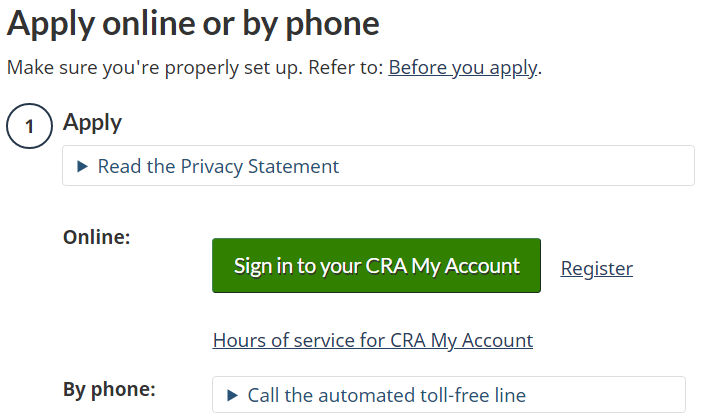 Apply online or by phone
Make sure you're properly set up. Refer to: Before you apply.
1 Apply
Read the Privacy Statement
Online:
Sign in to your CRA My Account Register
Hours of service for CRA My Account
By phone: Call the automated toll-free line